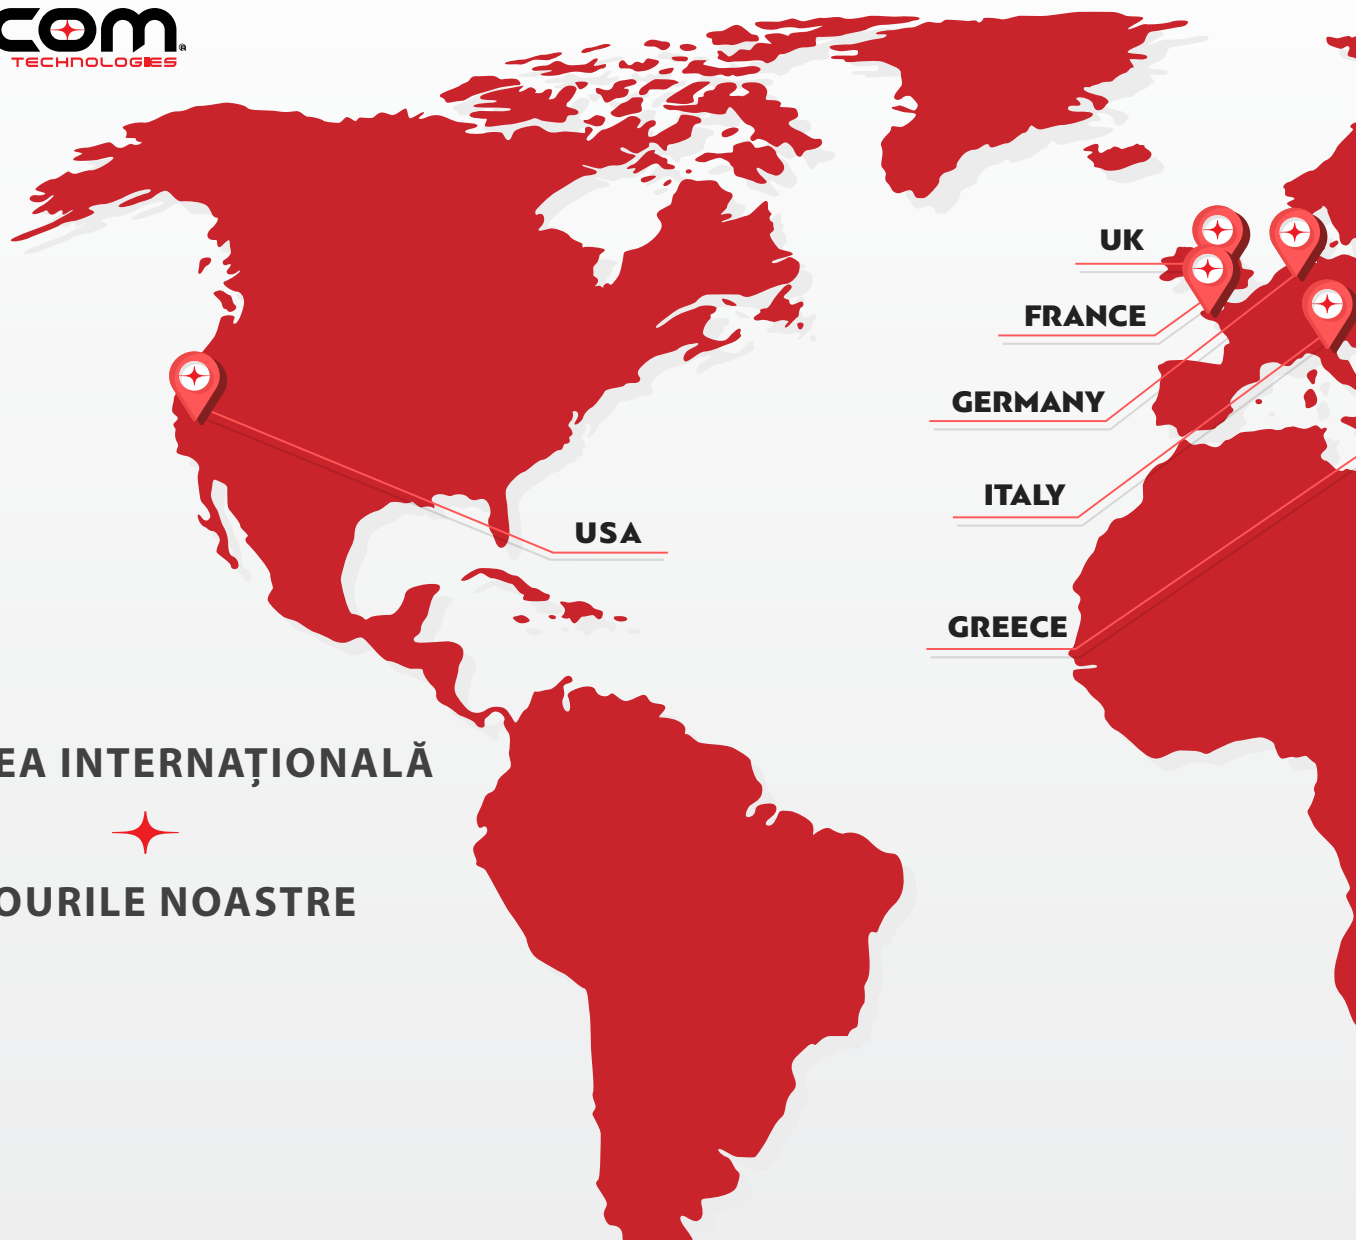 COM®
TECHNOLOGIES
UK
FRANCE
GERMANY
ITALY
USA
GREECE
EA INTERNAȚIONALĂ
OURILE NOASTRE